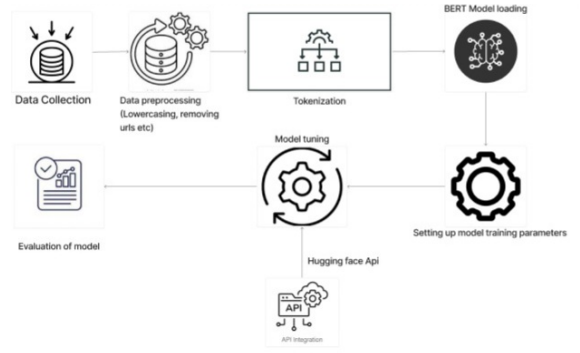 BERT Model loading
Data Collection
Data preprocessing
(Lowercasing, removing
urls etc)
Tokenization
Model tuning
Evaluation of model
Setting up model training parameters
Hugging face Api
API
API Integration